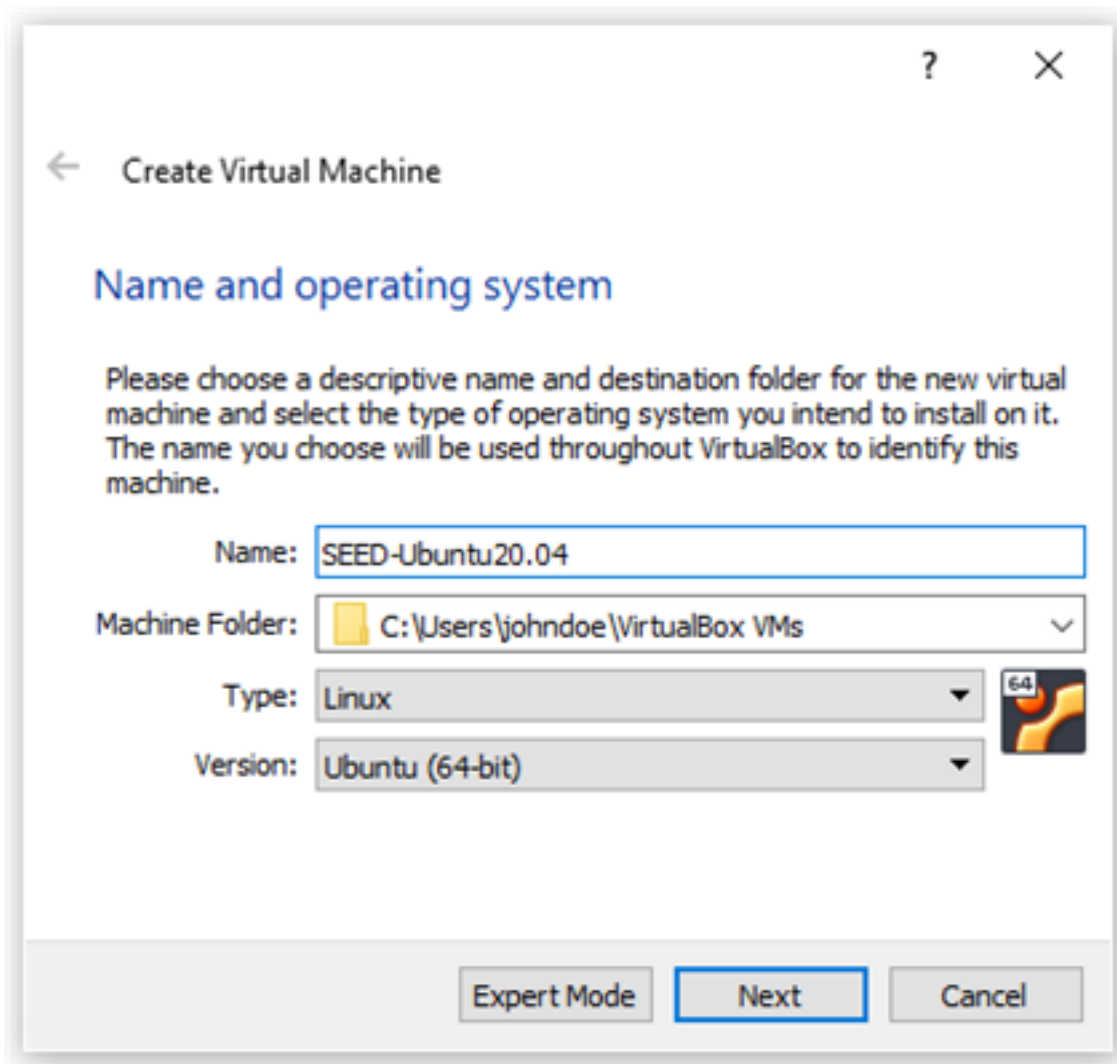 ?
Create Virtual Machine
Name and operating system
Please choose a descriptive name and destination folder for the new virtual
machine and select the type of operating system you intend to install on it.
The name you choose will be used throughout VirtualBox to identify this
machine.
Name: SEED-Ubuntu20.04
Machine Folder: C:\Users\johndoe\VirtualBox VMs
Type: Linux
64
Version: Ubuntu (64-bit)
Expert Mode Next Cancel